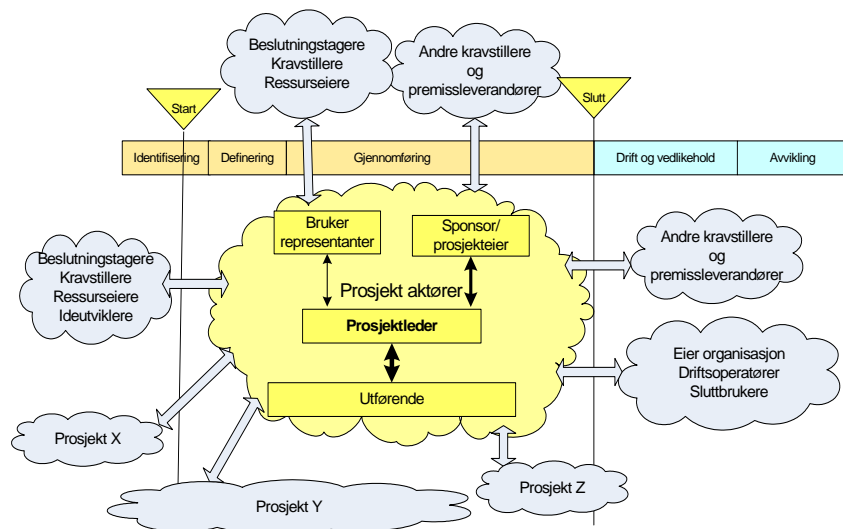 Beslutningstagere
Kravstillere
Ressurseiere
Andre kravstillere
og
premissleverandører
Start
Slutt
Identifisering
Definering
Gjennomføring
Drift og vedlikehold
Avvikling
Bruker
representanter
Sponsor/
prosjekteier
Beslutningstagere
Kravstillere
Ressurseiere
Ideutviklere
Andre kravstillere
og
premissleverandører
Prosjekt aktører
Prosjektleder
Eier organisasjon
Driftsoperatører
Sluttbrukere
Utførende
Prosjekt X
Prosjekt Y
Prosjekt Z